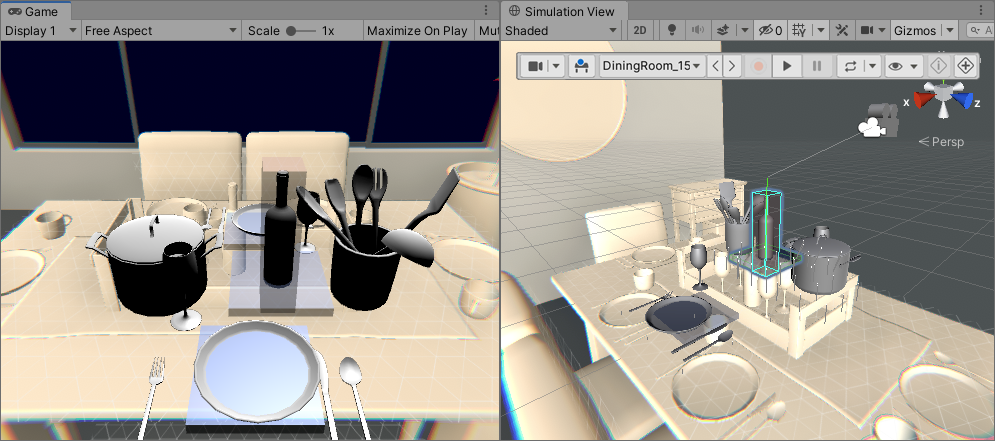 Game
Display 1
Free Aspect
Scale
1x
Maximize On Play
Mut
Simulation View
Shaded
2D
0
Gizmos
A
DiningRoom_15
x
z
Persp